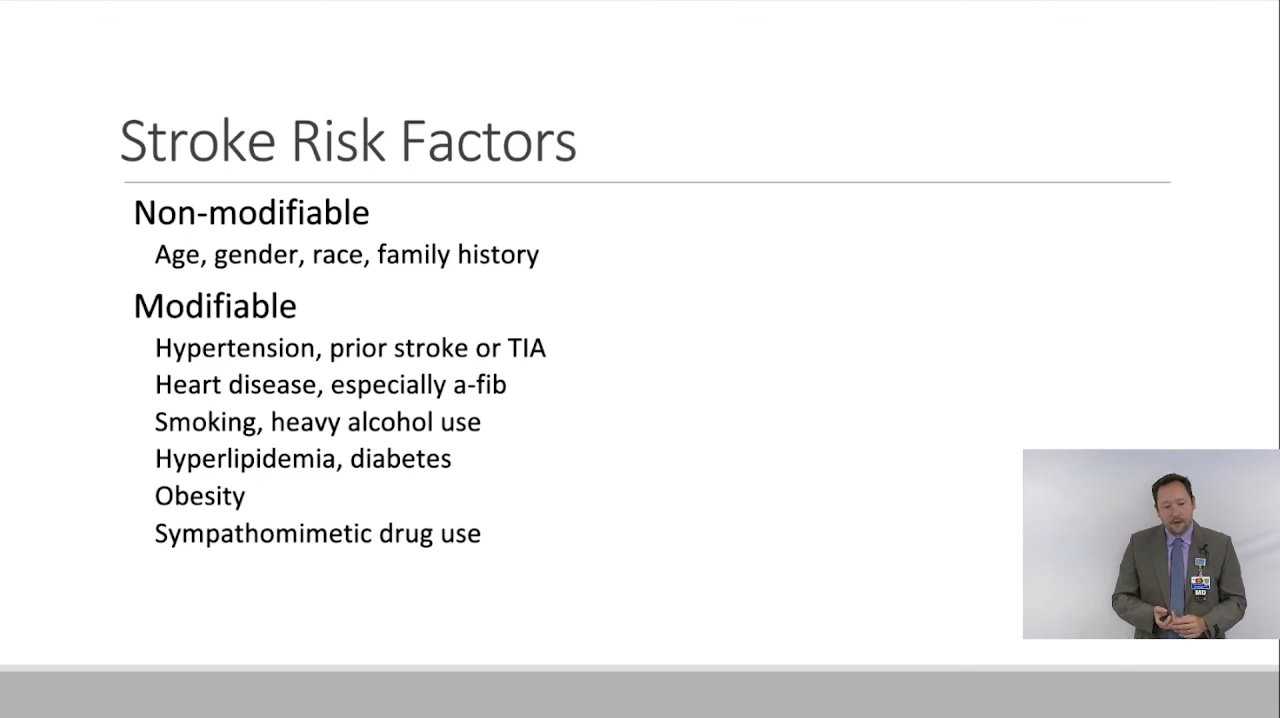 Stroke Risk Factors
Non-modifiable
Age, gender, race, family history
Modifiable
Hypertension, prior stroke or TIA
Heart disease, especially a-fib
Smoking, heavy alcohol use
Hyperlipidemia, diabetes
Obesity
Sympathomimetic drug use
MD